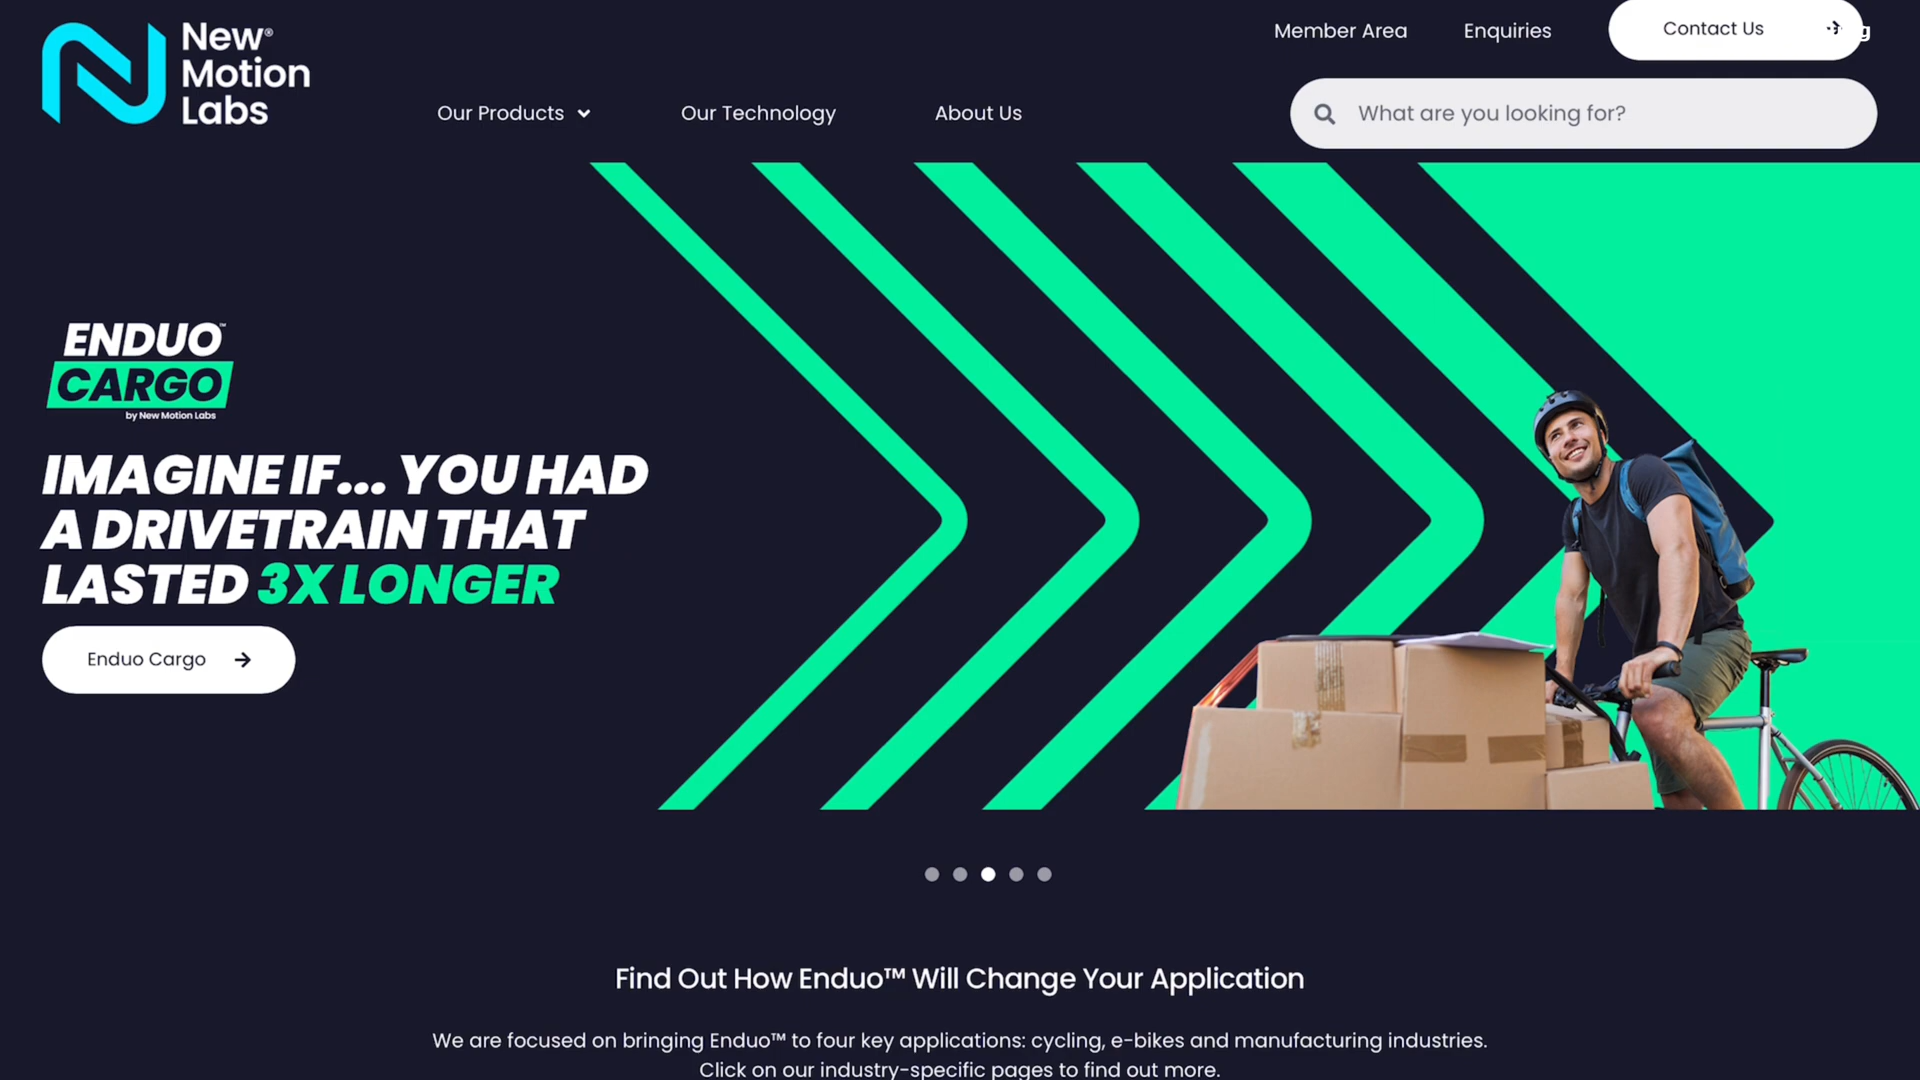 New®
Motion
Labs
Member Area
Enquiries
Contact Us
Our Products
Our Technology
About Us
What are you looking for?
ENDUO™
CARGO
by New Motion Labs
IMAGINE IF... YOU HAD
A DRIVETRAIN THAT
LASTED 3X LONGER
Enduo Cargo
Find Out How Enduo™ Will Change Your Application
We are focused on bringing Enduo™ to four key applications: cycling, e-bikes and manufacturing industries.
Click on our industry-specific pages to find out more.